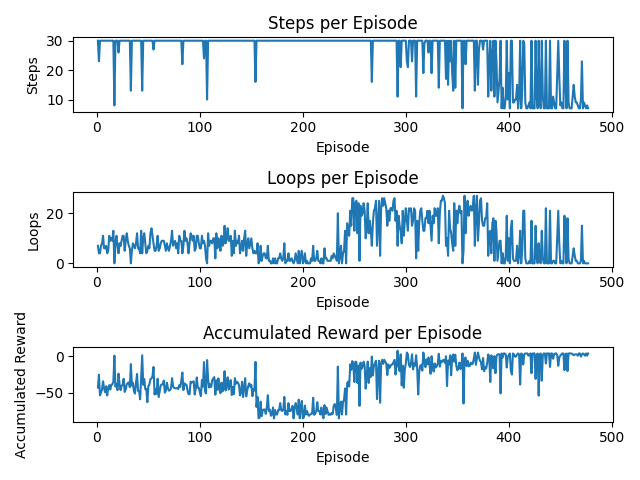 Steps per Episode
30
20
10
Steps
0 100 200 300 400 500
Episode
Loops per Episode
20
0
Loops
0 100 200 300 400 500
Episode
Accumulated Reward per Episode
0
−50
Accumulated Reward
0 100 200 300 400 500
Episode